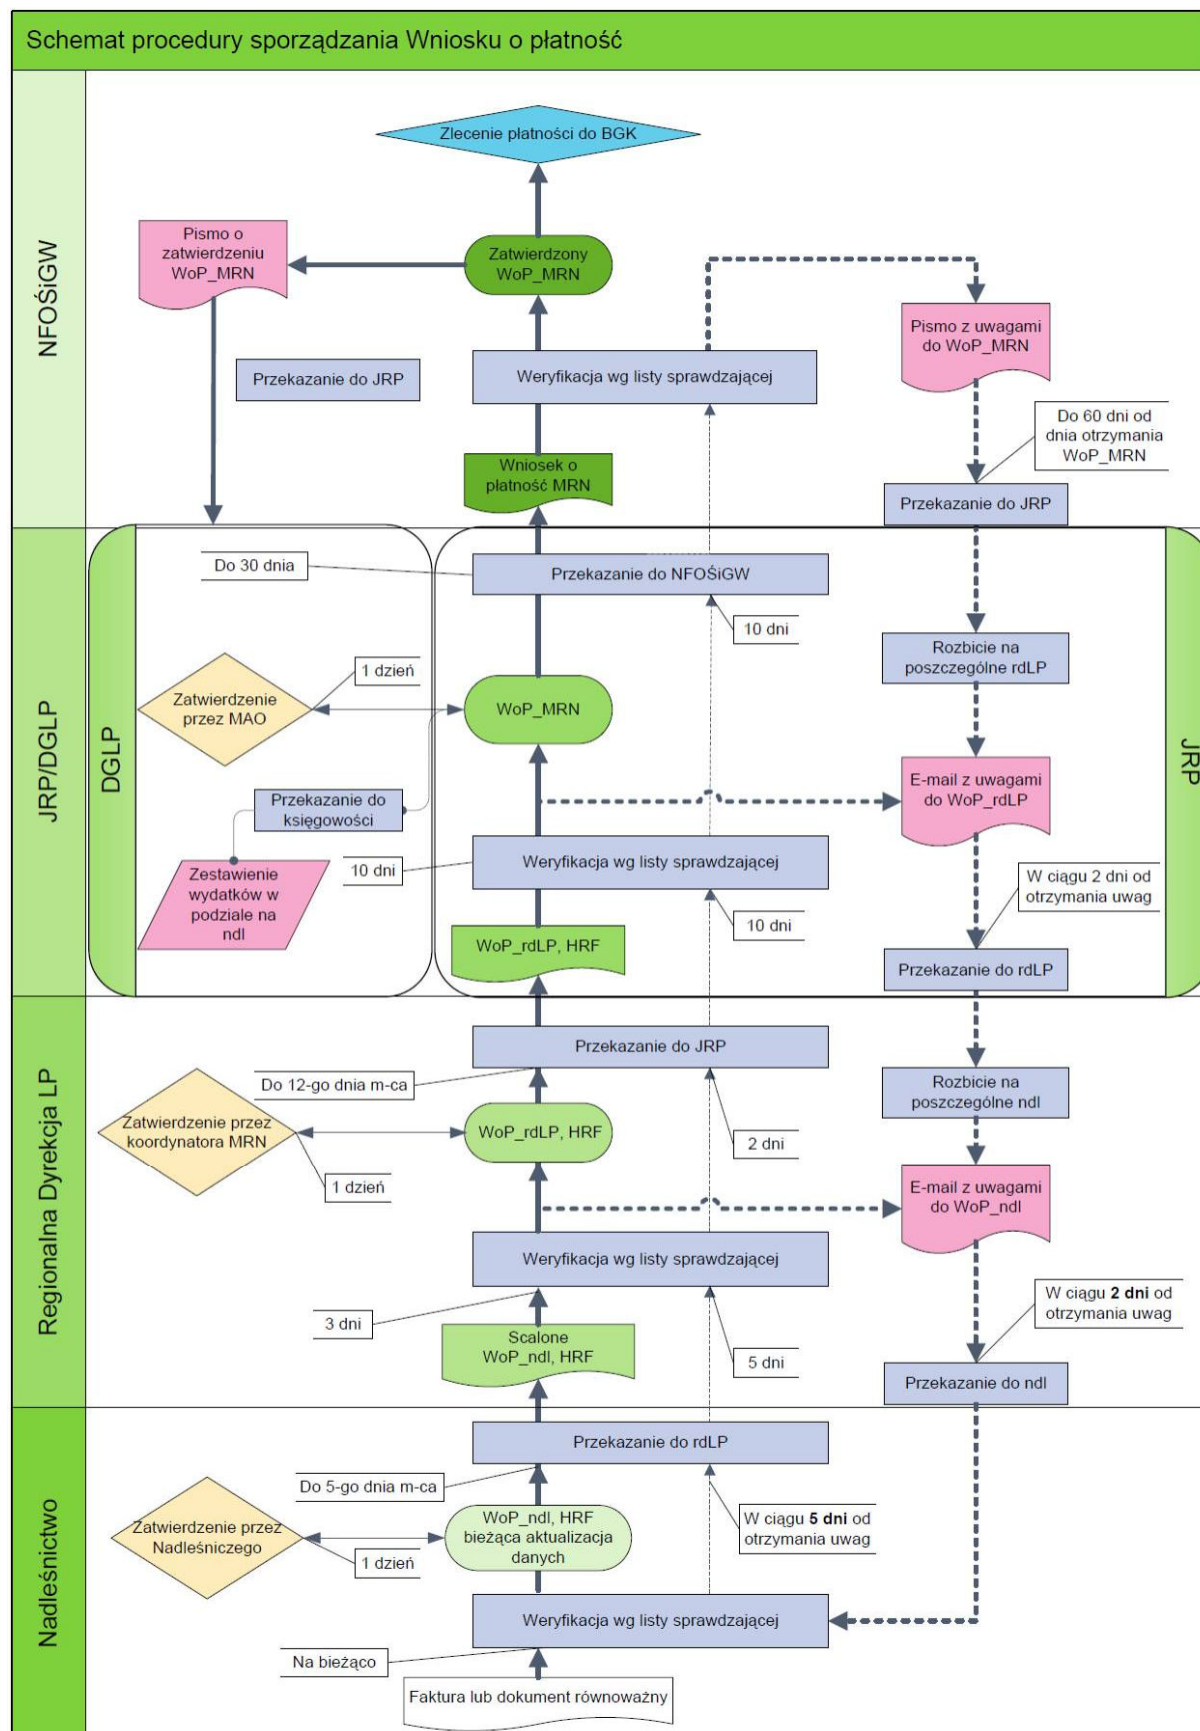 Schemat procedury sporządzania Wniosku o płatność
NFOŚiGW
Zlecenie płatności do BGK
Pismo o
zatwierdzeniu
WoP_MRN
Zatwierdzony
WoP_MRN
Pismo z uwagami
do WoP_MRN
Przekazanie do JRP
Weryfikacja wg listy sprawdzającej
Do 60 dni od
dnia otrzymania
WoP_MRN
Wniosek o
płatność MRN
Przekazanie do JRP
JRP/DGLP
DGLP
JRP
Do 30 dnia
Przekazanie do NFOŚiGW
10 dni
Rozbicie na
poszczególne rdLP
1 dzień
Zatwierdzenie
przez MAO
WoP_MRN
E-mail z uwagami
do WoP_rdLP
Przekazanie do
księgowości
10 dni
Weryfikacja wg listy sprawdzającej
Zestawienie
wydatków w
podziale na
ndl
W ciągu 2 dni od
otrzymania uwag
10 dni
WoP_rdLP, HRF
Przekazanie do rdLP
Regionalna Dyrekcja LP
Przekazanie do JRP
Do 12-go dnia m-ca
Rozbicie na
poszczególne ndl
Zatwierdzenie przez
koordynatora MRN
WoP_rdLP, HRF
2 dni
1 dzień
E-mail z uwagami
do WoP_ndl
Weryfikacja wg listy sprawdzającej
3 dni
W ciągu 2 dni od
otrzymania uwag
Scalone
WoP_ndl, HRF
5 dni
Przekazanie do ndl
Nadleśnictwo
Przekazanie do rdLP
Do 5-go dnia m-ca
Zatwierdzenie przez
Nadleśniczego
WoP_ndl, HRF
bieżąca aktualizacja
danych
W ciągu 5 dni od
otrzymania uwag
1 dzień
Weryfikacja wg listy sprawdzającej
Na bieżąco
Faktura lub dokument równoważny